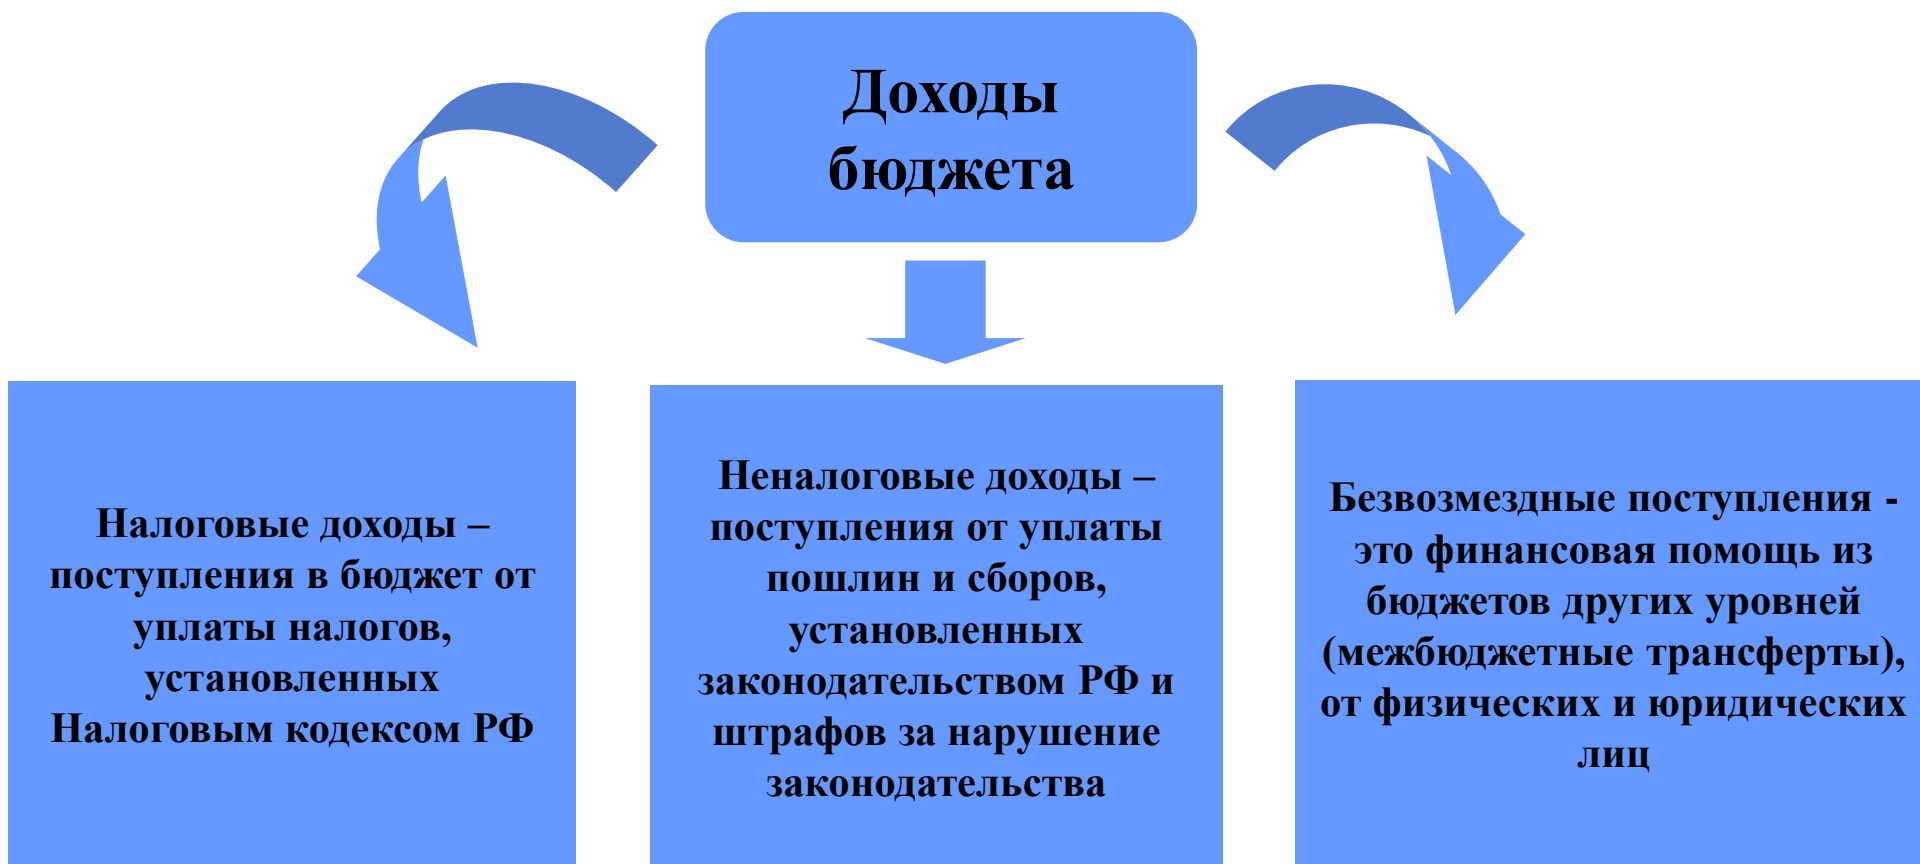 Доходы
бюджета
Налоговые доходы –
поступления в бюджет от
уплаты налогов,
установленных
Налоговым кодексом РФ
Неналоговые доходы –
поступления от уплаты
пошлин и сборов,
установленных
законодательством РФ и
штрафов за нарушение
законодательства
Безвозмездные поступления -
это финансовая помощь из
бюджетов других уровней
(межбюджетные трансферты),
от физических и юридических
лиц